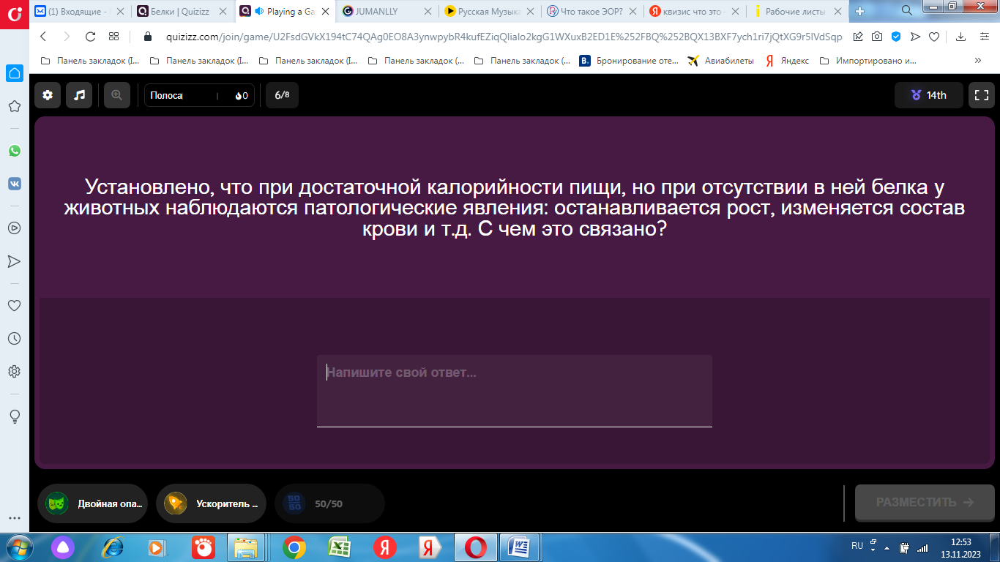 (1) Входящие -
Белки | Quizizz
Playing a Ga
JUMANLLY
Русская Музыка
Что такое ЭОР?
квизис что это -
Рабочие листы
quizizz.com/join/game/U2FsdGVkX194tC74QAg0EO8A3ynwpybR4kufEZiqQlialo2kgG1WXuxB2ED1E%252FBQ%252BQX13BXF7ych1ri7jQtXG9r5lVdSqp
Панель закладок (I...
Панель закладок (I...
Панель закладок (I...
Панель закладок (...
Панель закладок (...
B.
Бронирование оте...
Авиабилеты
Я
Яндекс
Импортировано и...
»
Полоса
0
6/8
14th
Установлено, что при достаточной калорийности пищи, но при отсутствии в ней белка у
животных наблюдаются патологические явления: останавливается рост, изменяется состав
крови и т.д. С чем это связано?
Напишите свой ответ...
Двойная опа...
Ускоритель ...
50/50
50/50
РАЗМЕСТИТЬ
RU
12:53
13.11.2023